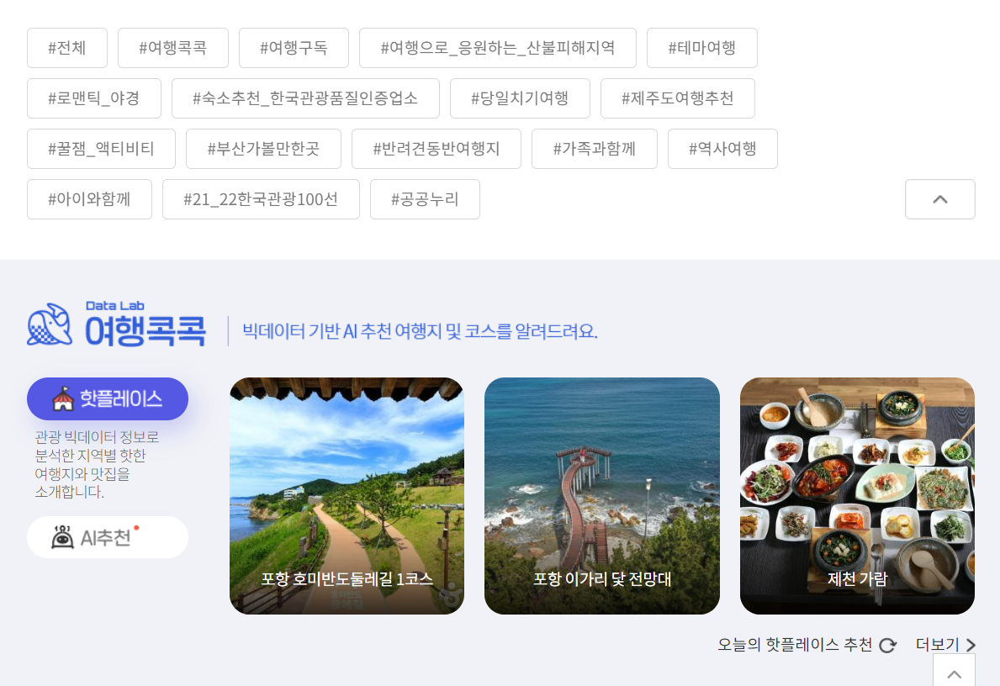 #전체 #여행콕콕 #여행구독 #여행으로_응원하는_산불피해지역 #테마여행
#로맨틱_야경 #숙소추천_한국관광품질인증업소 #당일치기여행 #제주도여행추천
#꿀잼_액티비티 #부산가볼만한곳 #반려견동반여행지 #가족과함께 #역사여행
#아이와함께 #21_22한국관광100선 #공공누리
Data Lab
여행콕콕
빅데이터 기반 AI 추천 여행지 및 코스를 알려드려요.
핫플레이스
관광 빅데이터 정보로
분석한 지역별 핫한
여행지와 맛집을
소개합니다.
AI추천
포항 호미반도둘레길 1코스
포항 이가리 닻 전망대
제천 가람
오늘의 핫플레이스 추천
더보기